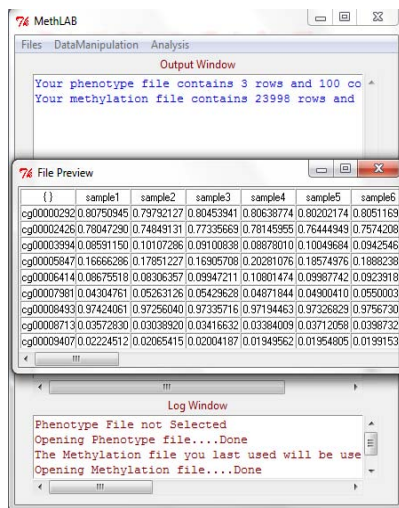 MethLAB
Files DataManipulation Analysis
Output Window
Your phenotype file contains 3 rows and 100 co
Your methylation file contains 23998 rows and
File Preview
{ } sample1 sample2 sample3 sample4 sample5 sample6
cg00000292 0.80750945 0.79792127 0.80453941 0.80638774 0.80202174 0.8051169
cg00002426 0.78047290 0.74849131 0.77335669 0.78145955 0.76444949 0.7574208
cg00003994 0.08591150 0.10107286 0.09100838 0.08878010 0.10049684 0.0942546
cg00005847 0.16666286 0.17851227 0.16905708 0.20281076 0.18574976 0.1888238
cg00006414 0.08675518 0.08306357 0.09947211 0.10801474 0.09987742 0.0923918
cg00007981 0.04304761 0.05263126 0.05429628 0.04871844 0.04900410 0.0550003
cg00008493 0.97424061 0.97256040 0.97335716 0.97194463 0.97326829 0.9756730
cg00008713 0.03572830 0.03038920 0.03416632 0.03384009 0.03712058 0.0398732
cg00009407 0.02224512 0.02065415 0.02004187 0.01949562 0.01954805 0.0199153
Log Window
Phenotype File not Selected
Opening Phenotype file....Done
The Methylation file you last used will be use
Opening Methylation file....Done